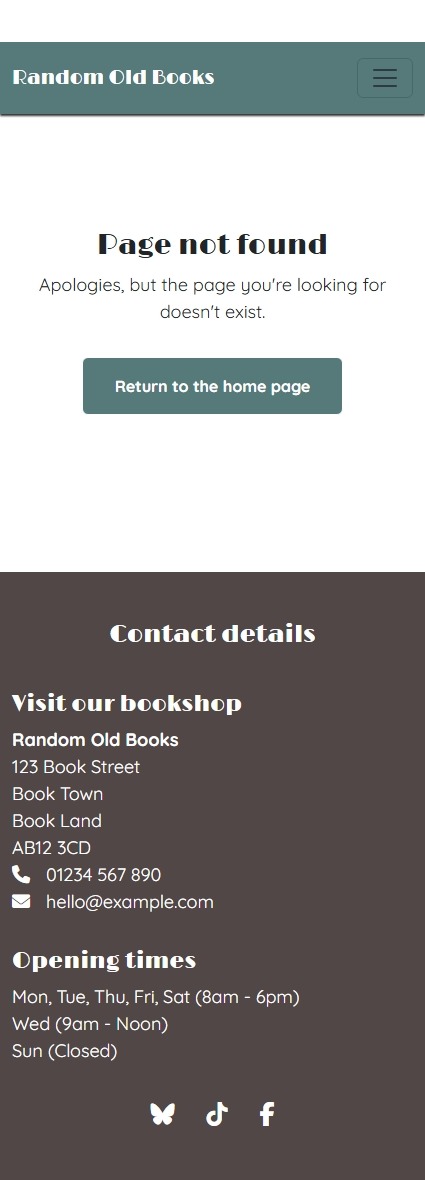 Random Old Books
Page not found
Apologies, but the page you're looking for
doesn't exist.
Return to the home page
Contact details
Visit our bookshop
Random Old Books
123 Book Street
Book Town
Book Land
AB12 3CD
01234 567 890
hello@example.com
Opening times
Mon, Tue, Thu, Fri, Sat (8am - 6pm)
Wed (9am - Noon)
Sun (Closed)